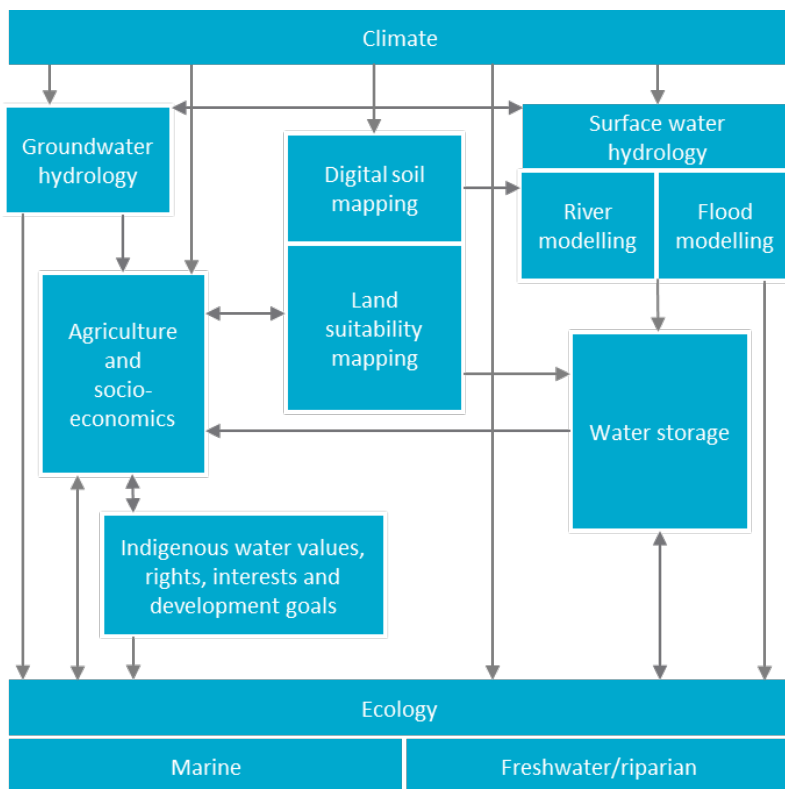 Climate
Groundwater
hydrology
Surface water
hydrology
Digital soil
mapping
River
modelling
Flood
modelling
Agriculture
and
socio-
economics
Land
suitability
mapping
Water storage
Indigenous water values,
rights, interests and
development goals
Ecology
Marine
Freshwater/riparian